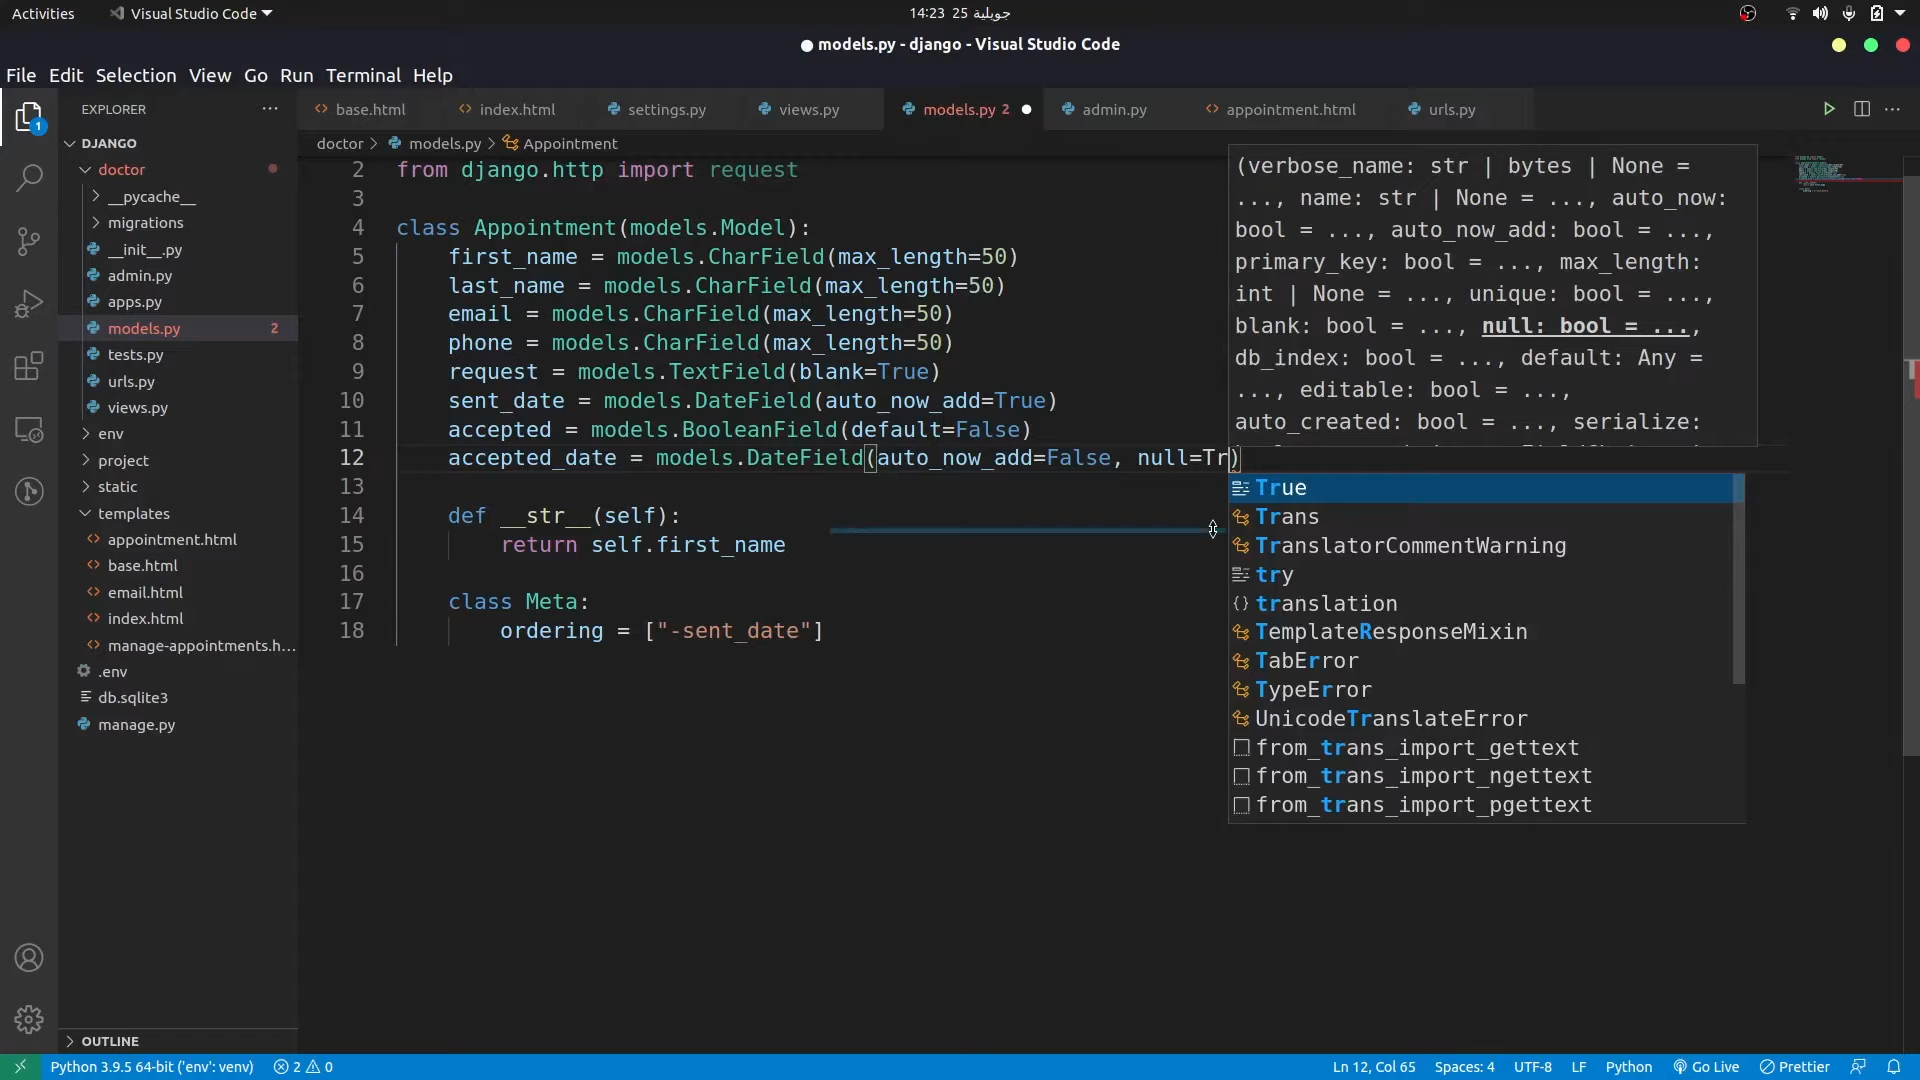 Activities Visual Studio Code 14:23 25 جويلية
models.py - django - Visual Studio Code
File Edit Selection View Go Run Terminal Help
EXPLORER ...
base.html index.html settings.py views.py models.py 2 admin.py appointment.html urls.py
doctor > models.py > Appointment
DJANGO
doctor
__pycache__
migrations
__init__.py
admin.py
apps.py
models.py 2
tests.py
urls.py
views.py
env
project
static
templates
appointment.html
base.html
email.html
index.html
manage-appointments.h...
.env
db.sqlite3
manage.py
OUTLINE
2 from django.http import request
3
4 class Appointment(models.Model):
5 first_name = models.CharField(max_length=50)
6 last_name = models.CharField(max_length=50)
7 email = models.CharField(max_length=50)
8 phone = models.CharField(max_length=50)
9 request = models.TextField(blank=True)
10 sent_date = models.DateField(auto_now_add=True)
11 accepted = models.BooleanField(default=False)
12 accepted_date = models.DateField(auto_now_add=False, null=Tr)
13
14 def __str__(self):
15 return self.first_name
16
17 class Meta:
18 ordering = ["-sent_date"]
(verbose_name: str | bytes | None =
..., name: str | None = ..., auto_now:
bool = ..., auto_now_add: bool = ...,
primary_key: bool = ..., max_length:
int | None = ..., unique: bool = ...,
blank: bool = ..., null: bool = ...,
db_index: bool = ..., default: Any =
..., editable: bool = ...,
auto_created: bool = ..., serialize:
True
Trans
TranslatorCommentWarning
try
translation
TemplateResponseMixin
TabError
TypeError
UnicodeTranslateError
from_trans_import_gettext
from_trans_import_ngettext
from_trans_import_pgettext
Python 3.9.5 64-bit ('env': venv) 2 0 Ln 12, Col 65 Spaces: 4 UTF-8 LF Python Go Live Prettier